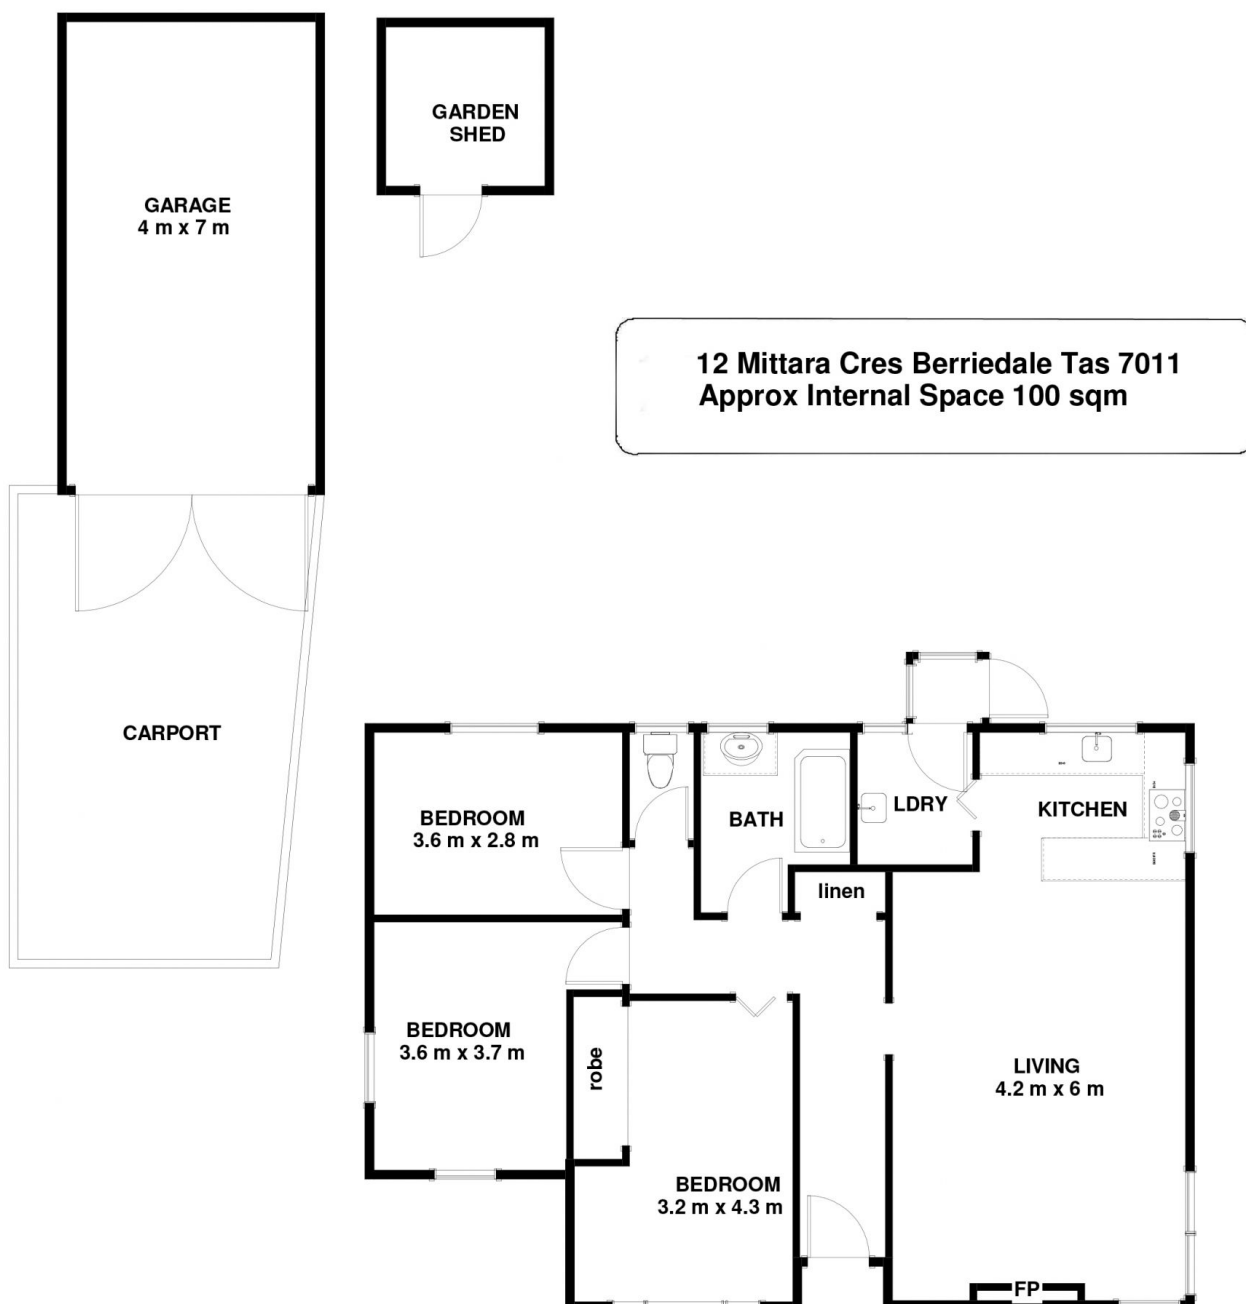 GARDEN
SHED
GARAGE
4 m x 7 m
12 Mittara Cres Berriedale Tas 7011
Approx Internal Space 100 sqm
CARPORT
BEDROOM
3.6 m x 2.8 m
BATH
LDRY
KITCHEN
linen
BEDROOM
3.6 m x 3.7 m
robe
LIVING
4.2 m x 6 m
BEDROOM
3.2 m x 4.3 m
FP